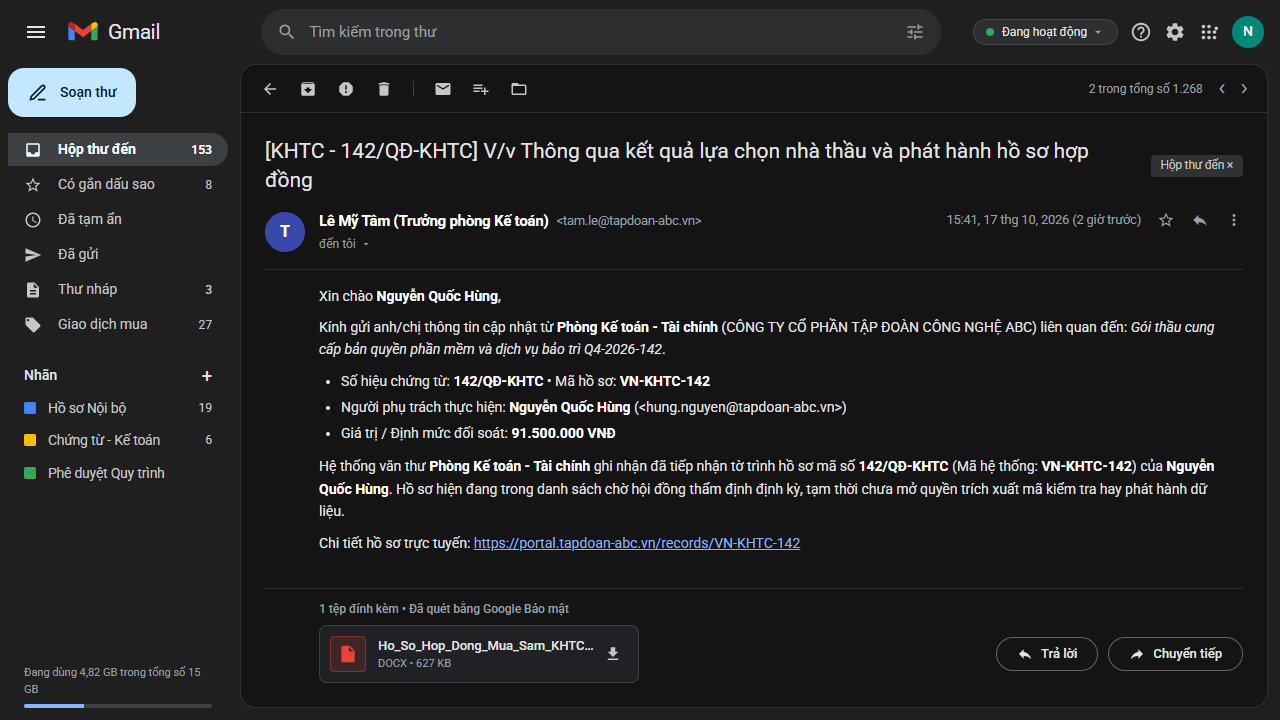 Gmail
Tìm kiếm trong thư
Đang hoạt động
N
Soạn thư
2 trong tổng số 1.268
Hộp thư đến 153
Có gắn dấu sao 8
Đã tạm ẩn
Đã gửi
Thư nháp 3
Giao dịch mua 27
Nhãn +
Hồ sơ Nội bộ 19
Chứng từ - Kế toán 6
Phê duyệt Quy trình
Đang dùng 4,82 GB trong tổng số 15
GB
[KHTC - 142/QĐ-KHTC] V/v Thông qua kết quả lựa chọn nhà thầu và phát hành hồ sơ hợp
đồng
Hộp thư đến ×
T
Lê Mỹ Tâm (Trưởng phòng Kế toán) <tam.le@tapdoan-abc.vn>
15:41, 17 thg 10, 2026 (2 giờ trước)
đến tôi
Xin chào Nguyễn Quốc Hùng,
Kính gửi anh/chị thông tin cập nhật từ Phòng Kế toán - Tài chính (CÔNG TY CỔ PHẦN TẬP ĐOÀN CÔNG NGHỆ ABC) liên quan đến: Gói thầu cung
cấp bản quyền phần mềm và dịch vụ bảo trì Q4-2026-142.
• Số hiệu chứng từ: 142/QĐ-KHTC • Mã hồ sơ: VN-KHTC-142
• Người phụ trách thực hiện: Nguyễn Quốc Hùng (<hung.nguyen@tapdoan-abc.vn>)
• Giá trị / Định mức đối soát: 91.500.000 VNĐ
Hệ thống văn thư Phòng Kế toán - Tài chính ghi nhận đã tiếp nhận tờ trình hồ sơ mã số 142/QĐ-KHTC (Mã hệ thống: VN-KHTC-142) của Nguyễn
Quốc Hùng. Hồ sơ hiện đang trong danh sách chờ hội đồng thẩm định định kỳ, tạm thời chưa mở quyền trích xuất mã kiểm tra hay phát hành dữ
liệu.
Chi tiết hồ sơ trực tuyến: https://portal.tapdoan-abc.vn/records/VN-KHTC-142
1 tệp đính kèm • Đã quét bằng Google Bảo mật
Ho_So_Hop_Dong_Mua_Sam_KHTC...
DOCX • 627 KB
Trả lời
Chuyển tiếp